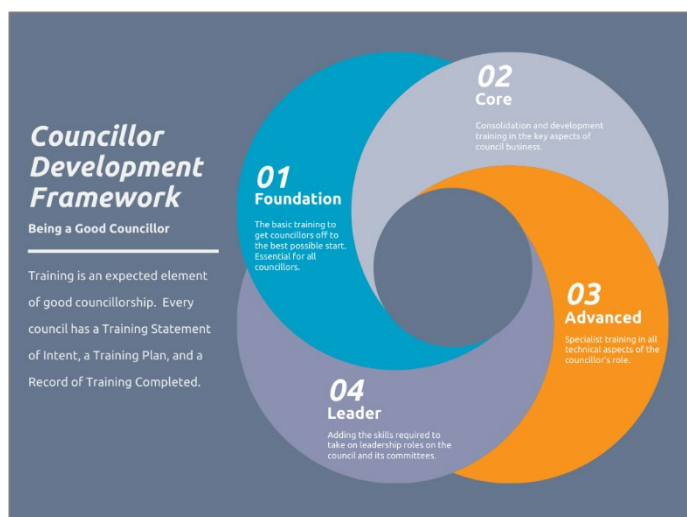 Councillor
Development
Framework
Being a Good Councillor
Training is an expected element
of good councillorship. Every
council has a Training Statement
of Intent, a Training Plan, and a
Record of Training Completed.
01
Foundation
The basic training to
get councillors off to
the best possible start.
Essential for all
councillors.
02
Core
Consolidation and development
training in the key aspects of
council business.
03
Advanced
Specialist training in all
technical aspects of the
councillor's role.
04
Leader
Adding the skills required to
take on leadership roles on the
council and its committees.